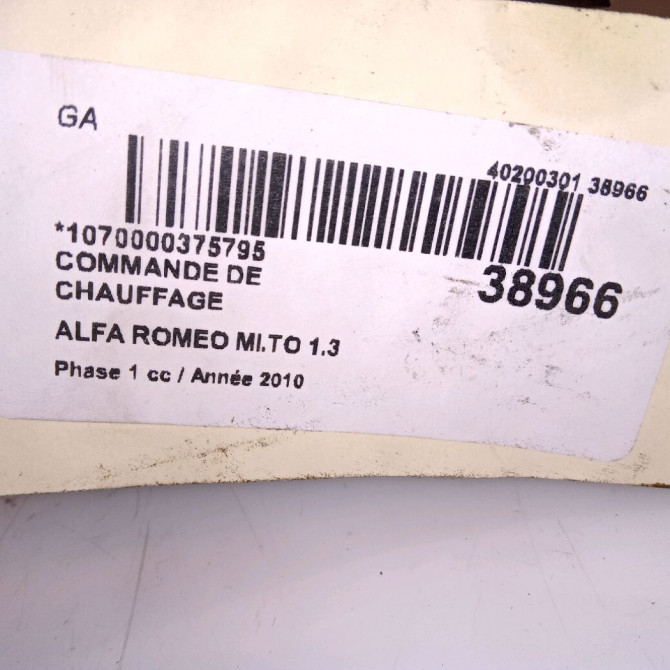 GA
40200301 38966
*1070000375795
38966
COMMANDE DE
CHAUFFAGE
ALFA ROMEO MI.TO 1.3
Phase 1 cc / Année 2010